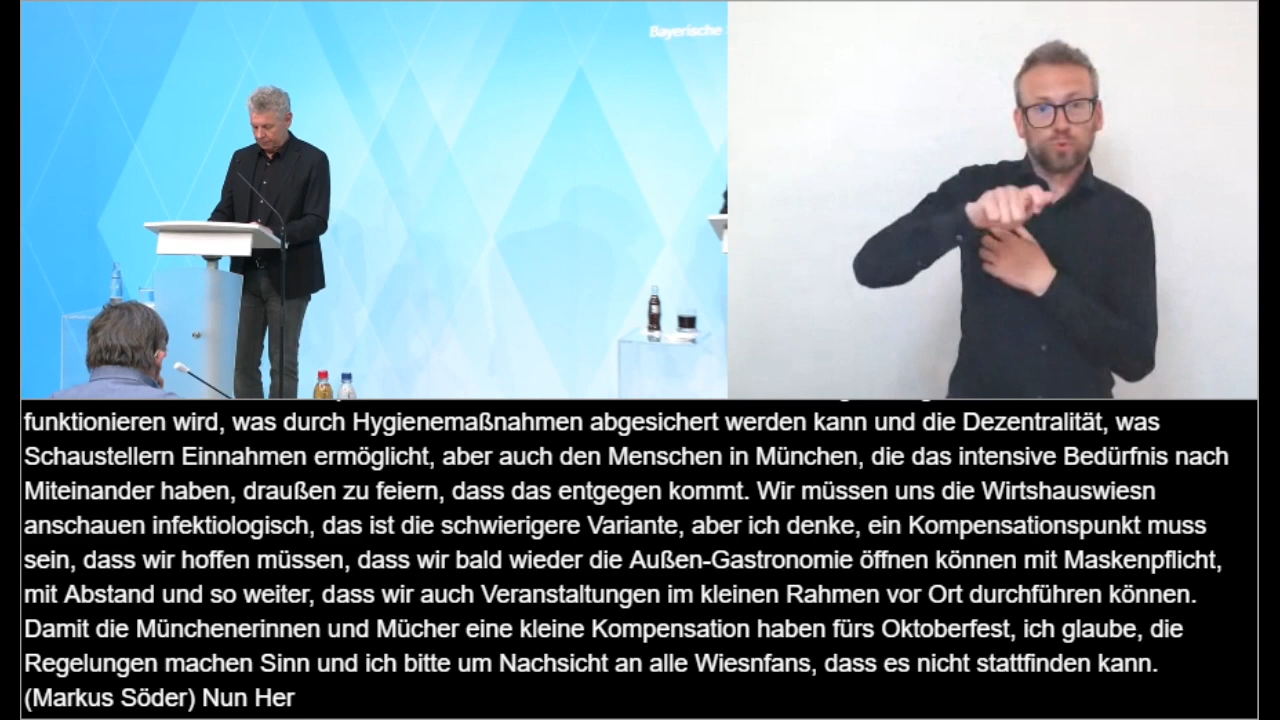 Bayerische
funktionieren wird, was durch Hygienemaßnahmen abgesichert werden kann und die Dezentralität, was
Schaustellern Einnahmen ermöglicht, aber auch den Menschen in München, die das intensive Bedürfnis nach
Miteinander haben, draußen zu feiern, dass das entgegen kommt. Wir müssen uns die Wirtshauswiesn
anschauen infektiologisch, das ist die schwierigere Variante, aber ich denke, ein Kompensationspunkt muss
sein, dass wir hoffen müssen, dass wir bald wieder die Außen-Gastronomie öffnen können mit Maskenpflicht,
mit Abstand und so weiter, dass wir auch Veranstaltungen im kleinen Rahmen vor Ort durchführen können.
Damit die Münchenerinnen und Mücher eine kleine Kompensation haben fürs Oktoberfest, ich glaube, die
Regelungen machen Sinn und ich bitte um Nachsicht an alle Wiesnfans, dass es nicht stattfinden kann.
(Markus Söder) Nun Her